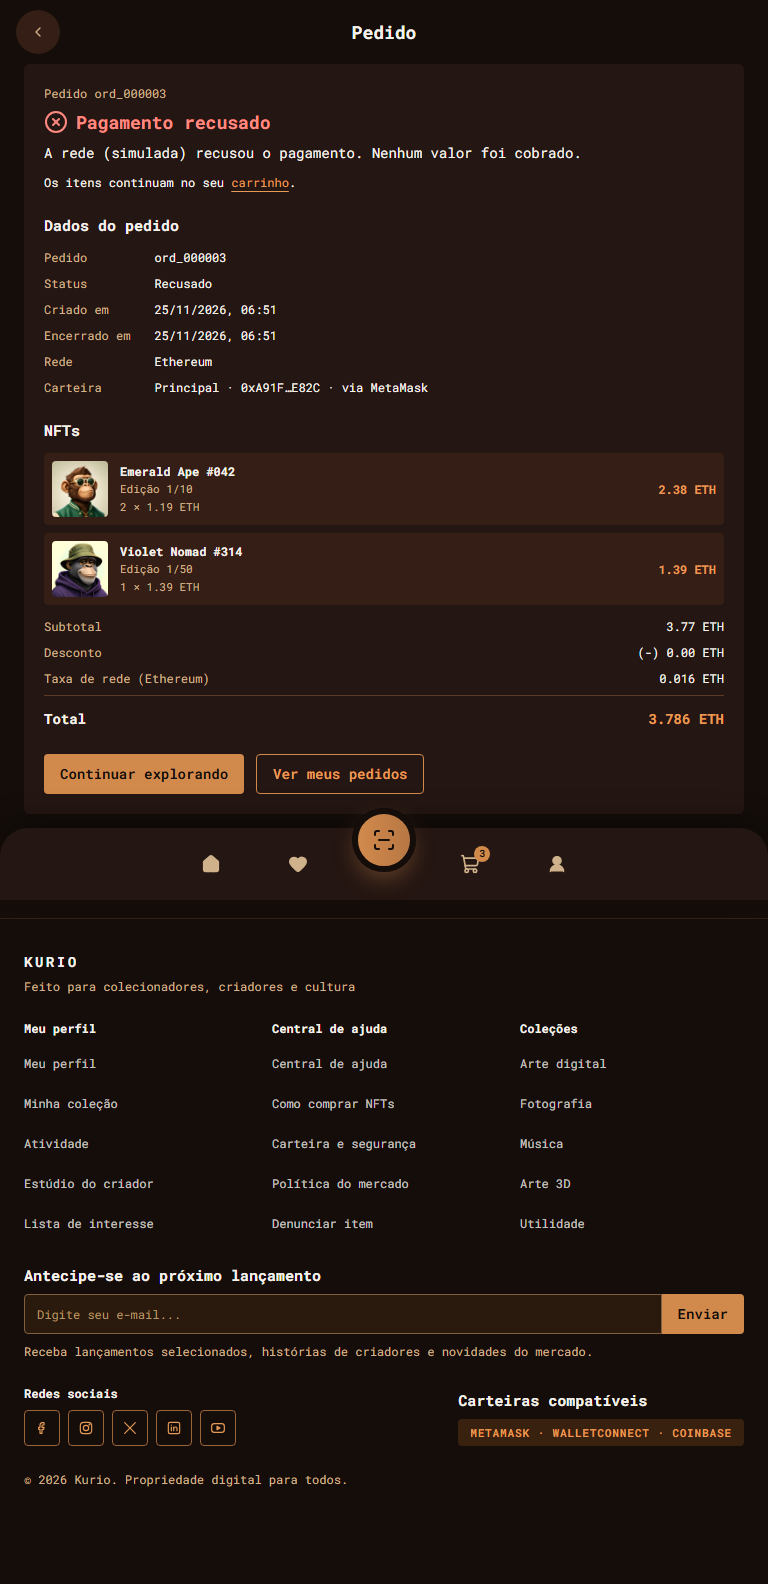 Pedido
Pedido ord_000003
Pagamento recusado
A rede (simulada) recusou o pagamento. Nenhum valor foi cobrado.
Os itens continuam no seu carrinho.
Dados do pedido
Pedido ord_000003
Status Recusado
Criado em 25/11/2026, 06:51
Encerrado em 25/11/2026, 06:51
Rede Ethereum
Carteira Principal · 0xA91F…E82C · via MetaMask
NFTs
Emerald Ape #042
Edição 1/10
2 × 1.19 ETH
2.38 ETH
Violet Nomad #314
Edição 1/50
1 × 1.39 ETH
1.39 ETH
Subtotal 3.77 ETH
Desconto (-) 0.00 ETH
Taxa de rede (Ethereum) 0.016 ETH
Total 3.786 ETH
Continuar explorando Ver meus pedidos
3
KURIO
Feito para colecionadores, criadores e cultura
Meu perfil
Meu perfil
Minha coleção
Atividade
Estúdio do criador
Lista de interesse
Central de ajuda
Central de ajuda
Como comprar NFTs
Carteira e segurança
Política do mercado
Denunciar item
Coleções
Arte digital
Fotografia
Música
Arte 3D
Utilidade
Antecipe-se ao próximo lançamento
Digite seu e-mail... Enviar
Receba lançamentos selecionados, histórias de criadores e novidades do mercado.
Redes sociais
Carteiras compatíveis
METAMASK · WALLETCONNECT · COINBASE
© 2026 Kurio. Propriedade digital para todos.